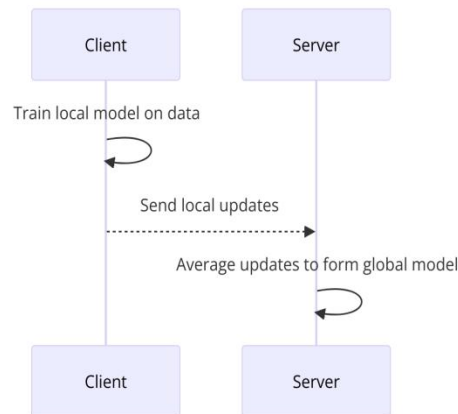 Client
Server
Train local model on data
Send local updates
Average updates to form global model
Client
Server